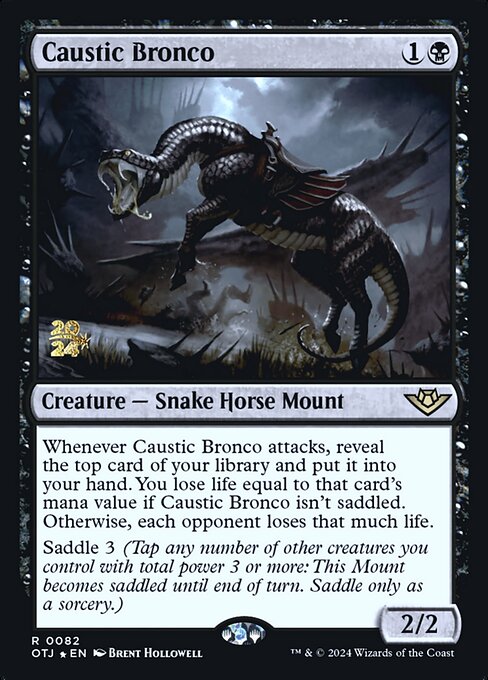 Caustic Bronco 1
2024
Creature — Snake Horse Mount
Whenever Caustic Bronco attacks, reveal
the top card of your library and put it into
your hand. You lose life equal to that card's
mana value if Caustic Bronco isn't saddled.
Otherwise, each opponent loses that much life.
Saddle 3 (Tap any number of other creatures you
control with total power 3 or more: This Mount
becomes saddled until end of turn. Saddle only as
a sorcery.)
2/2
R 0082
OTJ ★ EN Brent Hollowell
™ & © 2024 Wizards of the Coast